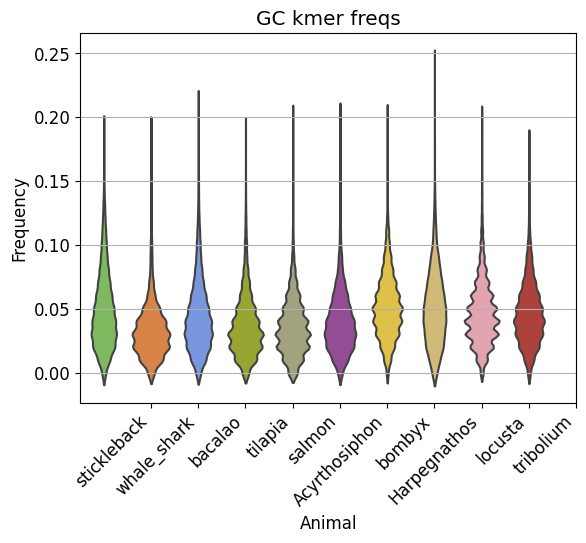 GC kmer freqs
Frequency
0.25
0.20
0.15
0.10
0.05
0.00
stickleback
whale_shark
bacalao
tilapia
salmon
Acyrthosiphon
bombyx
Harpegnathos
locusta
tribolium
Animal